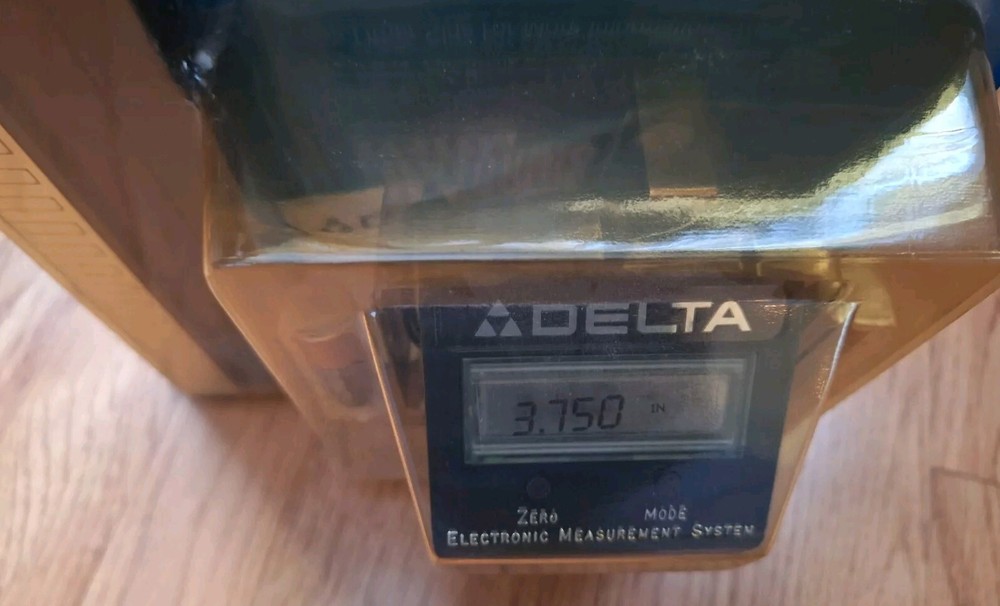 DELTA
3.750 IN
ZERO MODE
ELECTRONIC MEASUREMENT SYSTEM